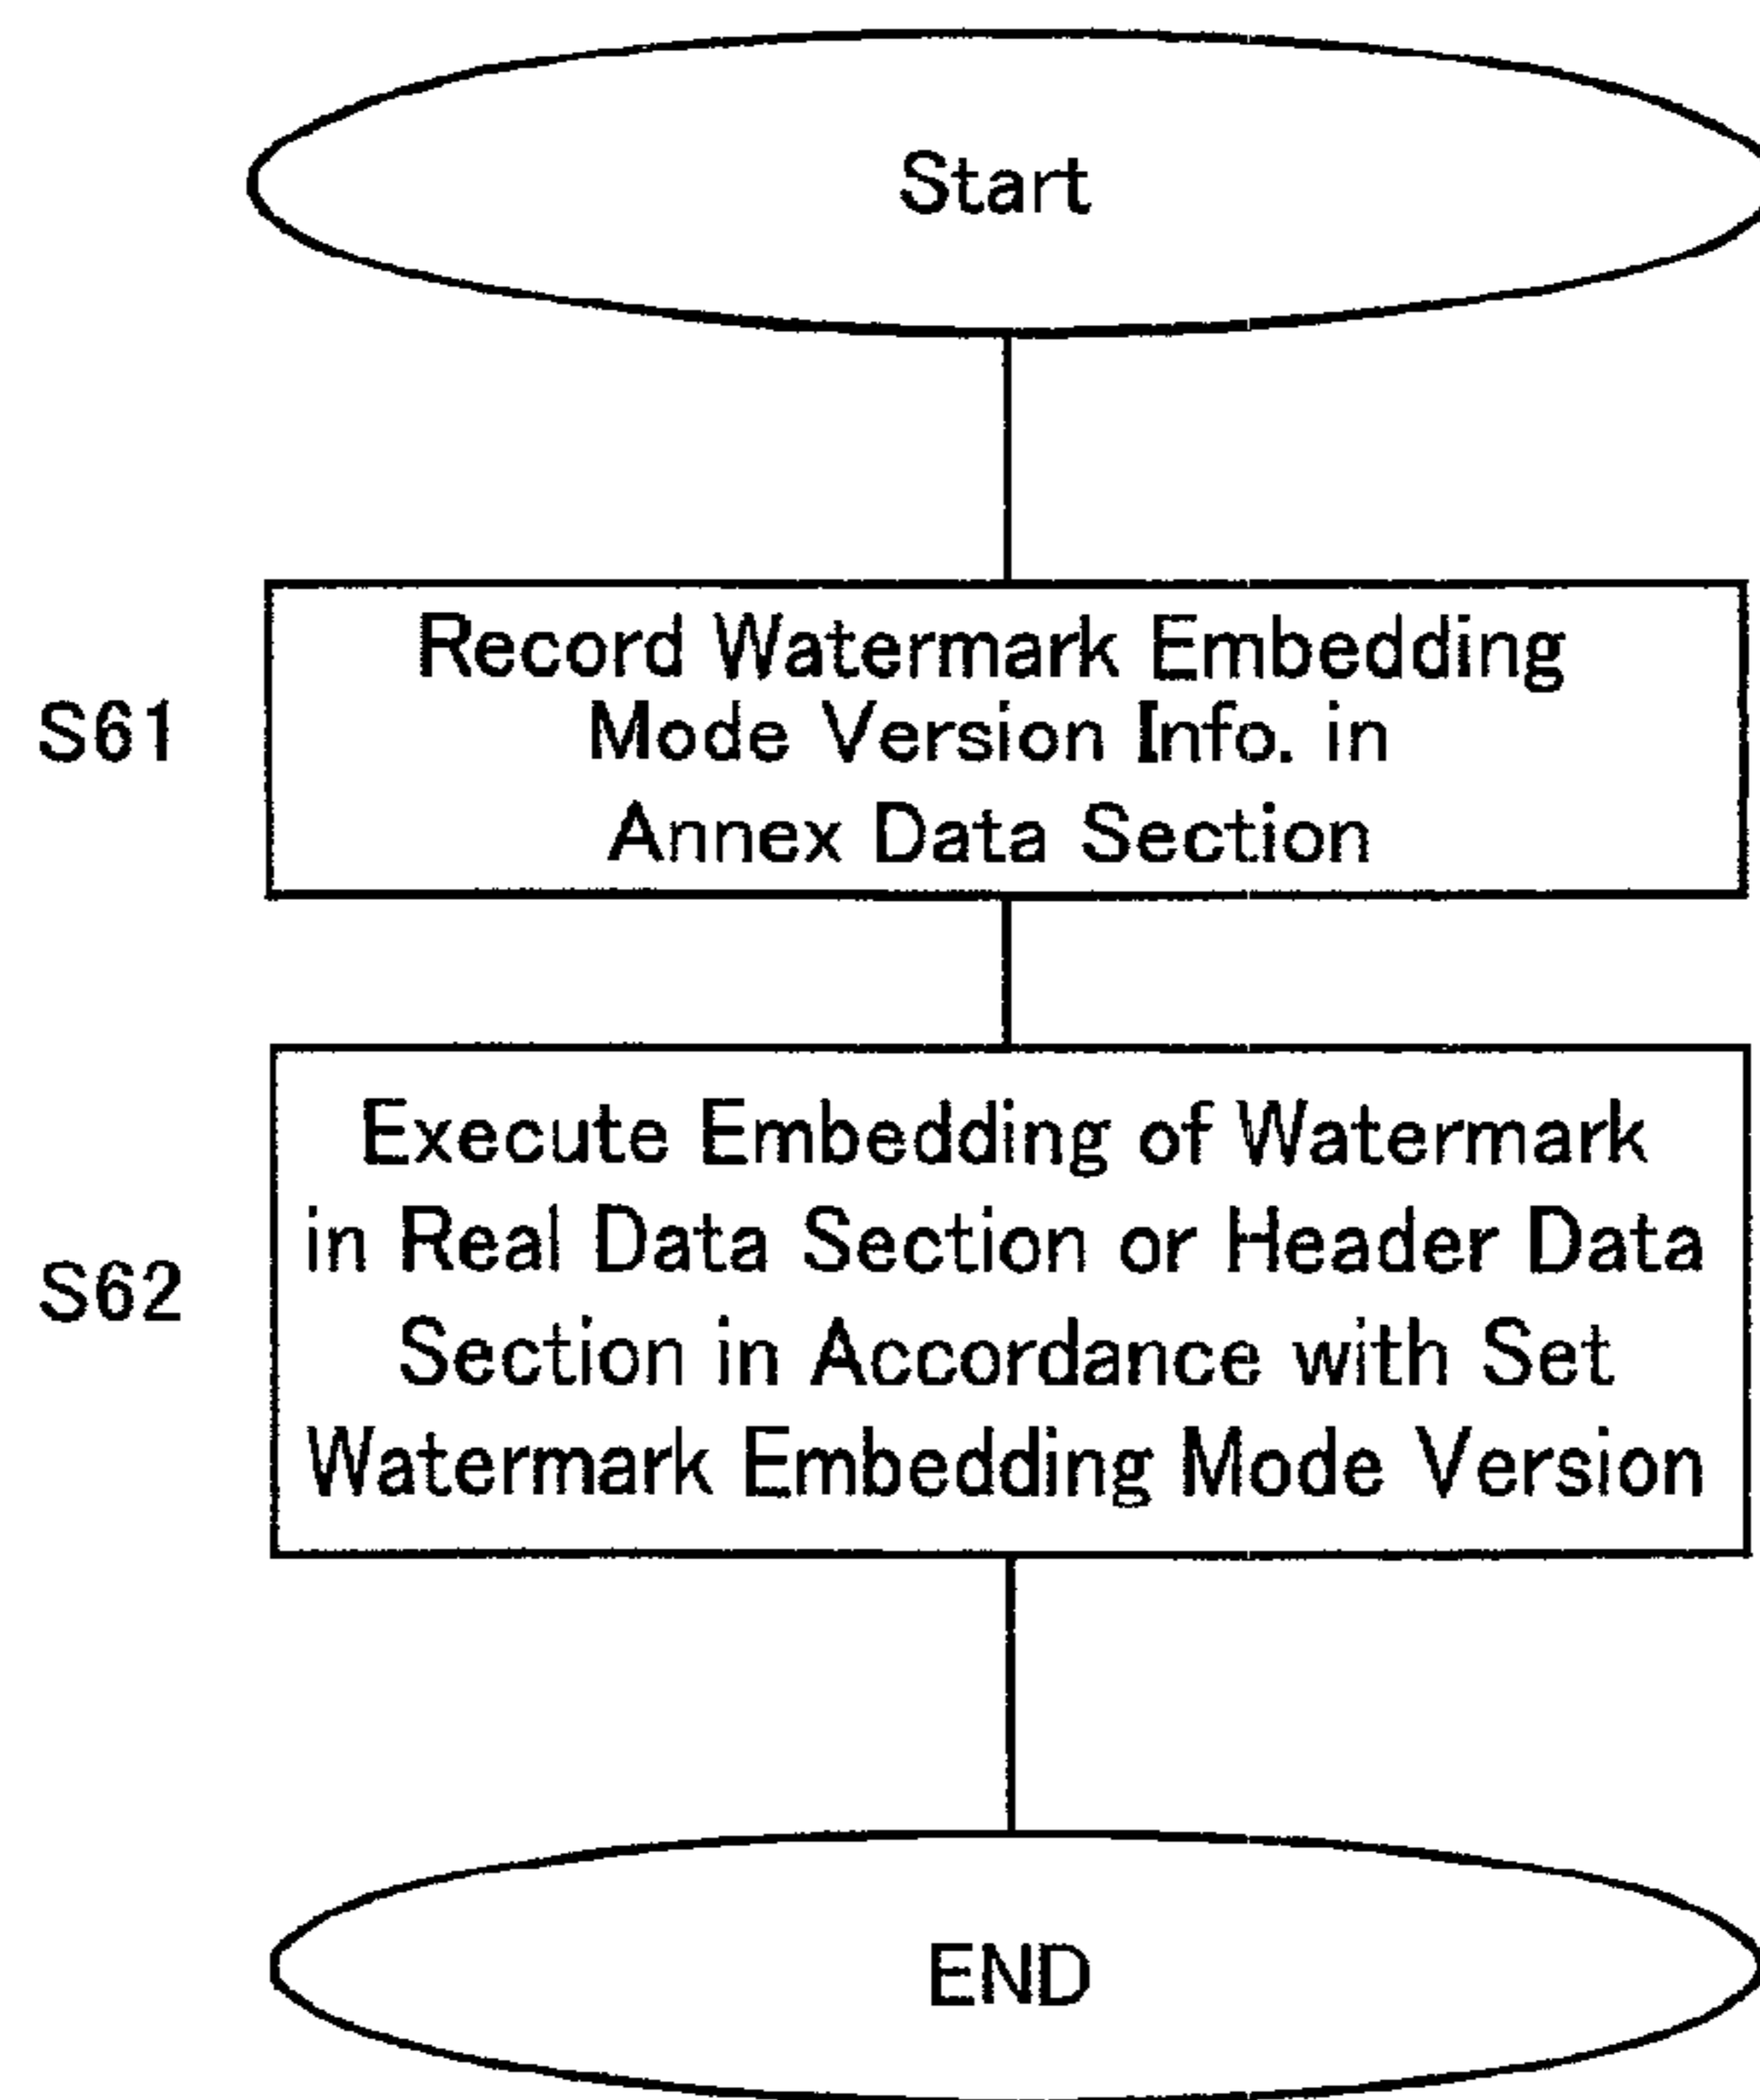 Start
S61
Record Watermark Embedding
Mode Version Info. in
Annex Data Section
S62
Execute Embedding of Watermark
in Real Data Section or Header Data
Section in Accordance with Set
Watermark Embedding Mode Version
END